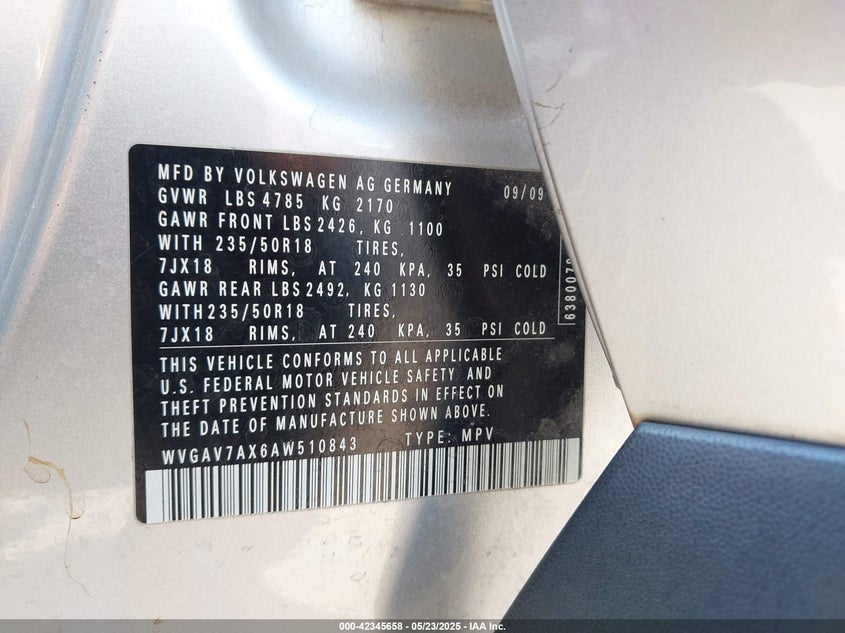 MFD BY VOLKSWAGEN AG GERMANY 09/09
GVWR LBS 4785 KG 2170
GAWR FRONT LBS 2426, KG 1100
WITH 235/50R18 TIRES,
7JX18 RIMS, AT 240 KPA, 35 PSI COLD
GAWR REAR LBS 2492, KG 1130
WITH 235/50R18 TIRES,
7JX18 RIMS, AT 240 KPA, 35 PSI COLD
THIS VEHICLE CONFORMS TO ALL APPLICABLE
U.S. FEDERAL MOTOR VEHICLE SAFETY AND
THEFT PREVENTION STANDARDS IN EFFECT ON
THE DATE OF MANUFACTURE SHOWN ABOVE.
WVGAV7AX6AW510843 TYPE: MPV
000-42345658 - 05/23/2025 - IAA Inc.